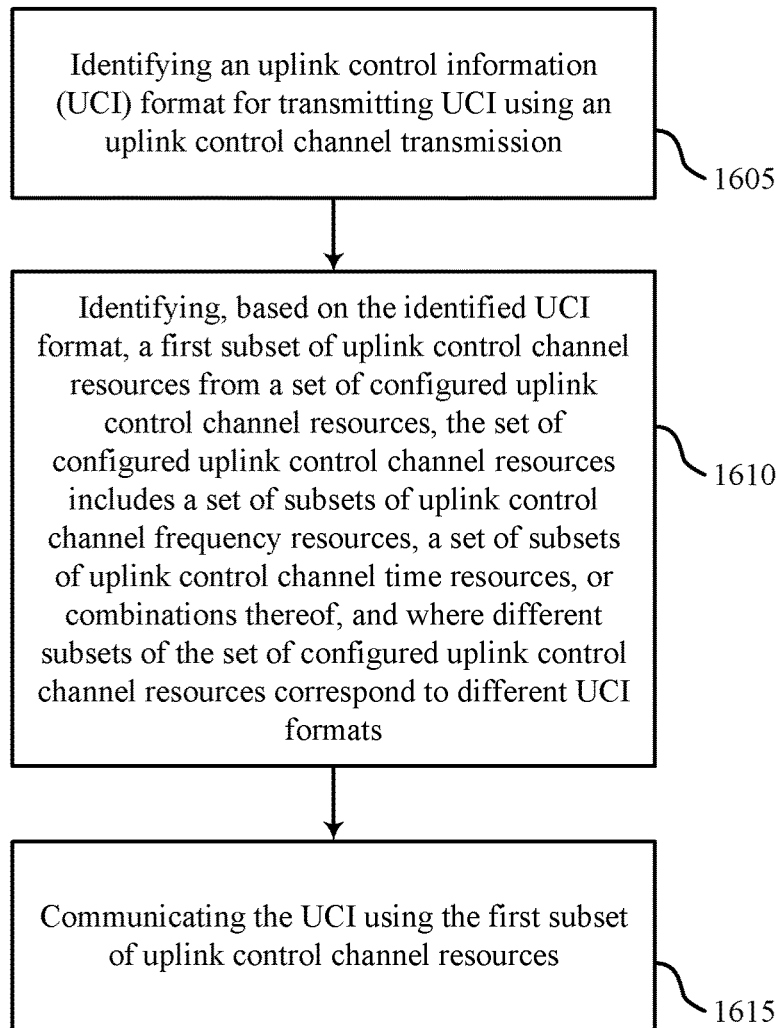 Identifying an uplink control information
(UCI) format for transmitting UCI using an
uplink control channel transmission
1605
Identifying, based on the identified UCI
format, a first subset of uplink control channel
resources from a set of configured uplink
control channel resources, the set of
configured uplink control channel resources
includes a set of subsets of uplink control
channel frequency resources, a set of subsets
of uplink control channel time resources, or
combinations thereof, and where different
subsets of the set of configured uplink control
channel resources correspond to different UCI
formats
1610
Communicating the UCI using the first subset
of uplink control channel resources
1615